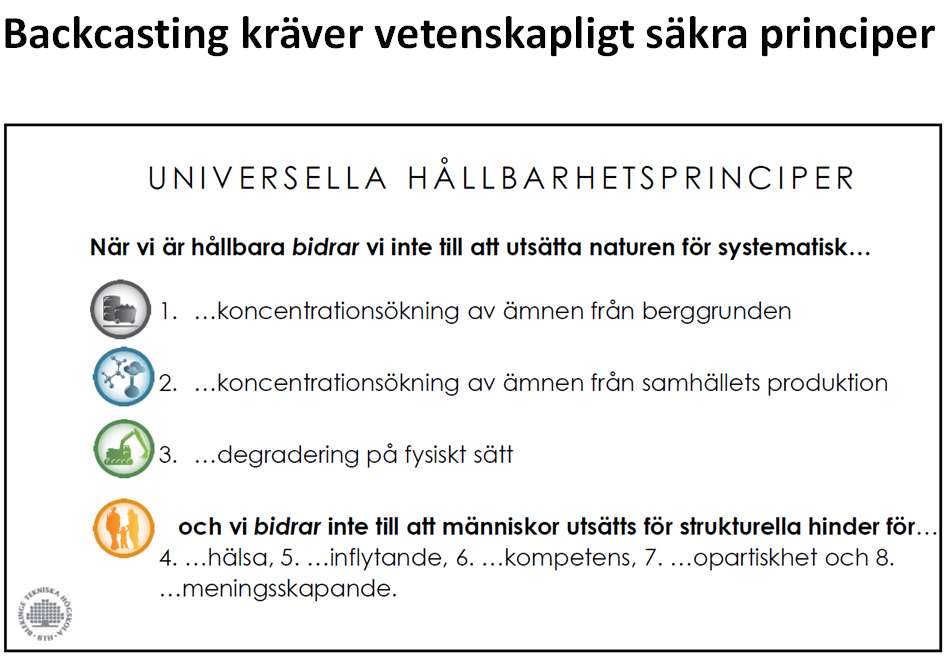 Backcasting kräver vetenskapligt säkra principer
UNIVERSELLA HÅLLBARHETSPRINCIPER
När vi är hållbara bidrar vi inte till att utsätta naturen för systematisk…
1. …koncentrationsökning av ämnen från berggrunden
2. …koncentrationsökning av ämnen från samhällets produktion
3. …degradering på fysiskt sätt
och vi bidrar inte till att människor utsätts för strukturella hinder för…
4. …hälsa, 5. …inflytande, 6. …kompetens, 7. …opartiskhet och 8.
…meningsskapande.
BLEKINGE TEKNISKA HÖGSKOLA · BTH ·